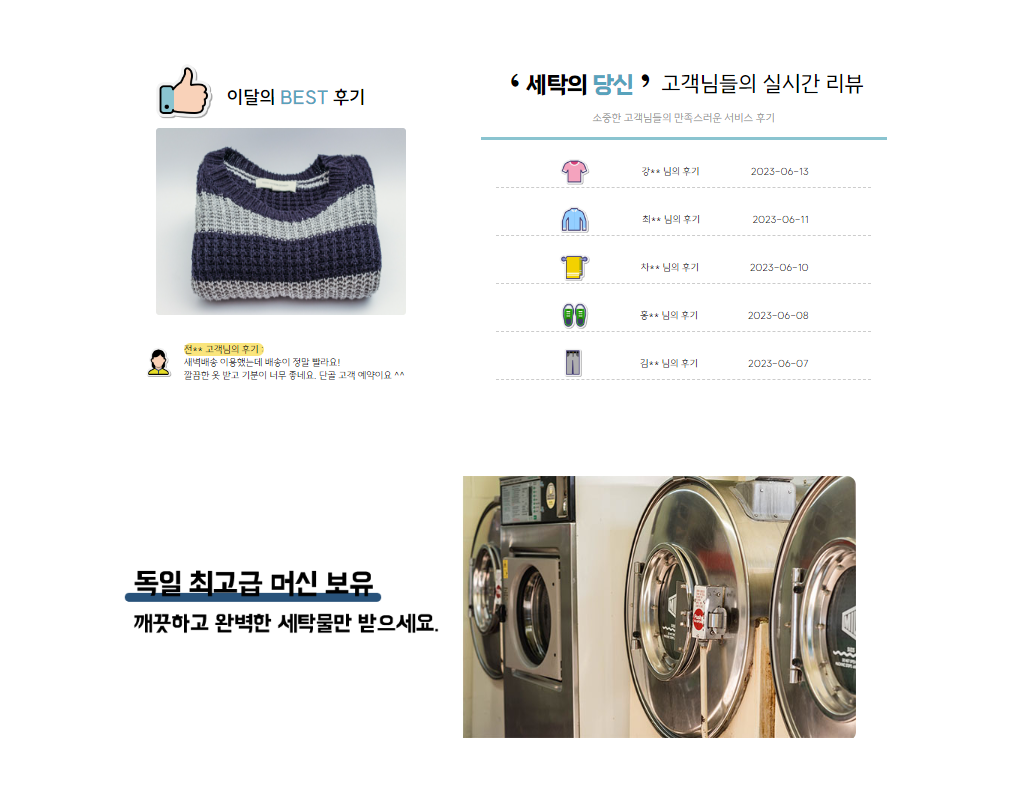 이달의 BEST 후기
전** 고객님의 후기 :
새벽배송 이용했는데 배송이 정말 빨라요!
깔끔한 옷 받고 기분이 너무 좋네요. 단골 고객 예약이요 ^^
‘ 세탁의 당신 ’ 고객님들의 실시간 리뷰
소중한 고객님들의 만족스러운 서비스 후기
강** 님의 후기 2023-06-13
최** 님의 후기 2023-06-11
차** 님의 후기 2023-06-10
홍** 님의 후기 2023-06-08
김** 님의 후기 2023-06-07
독일 최고급 머신 보유
깨끗하고 완벽한 세탁물만 받으세요.